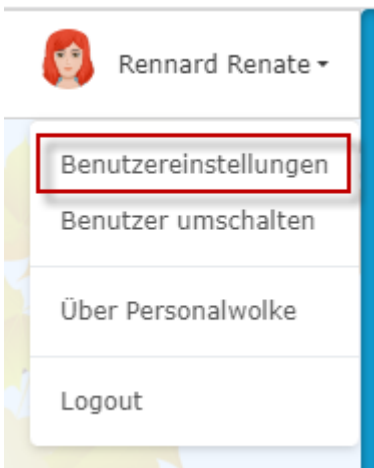 Rennard Renate
Benutzereinstellungen
Benutzer umschalten
Über Personalwolke
Logout